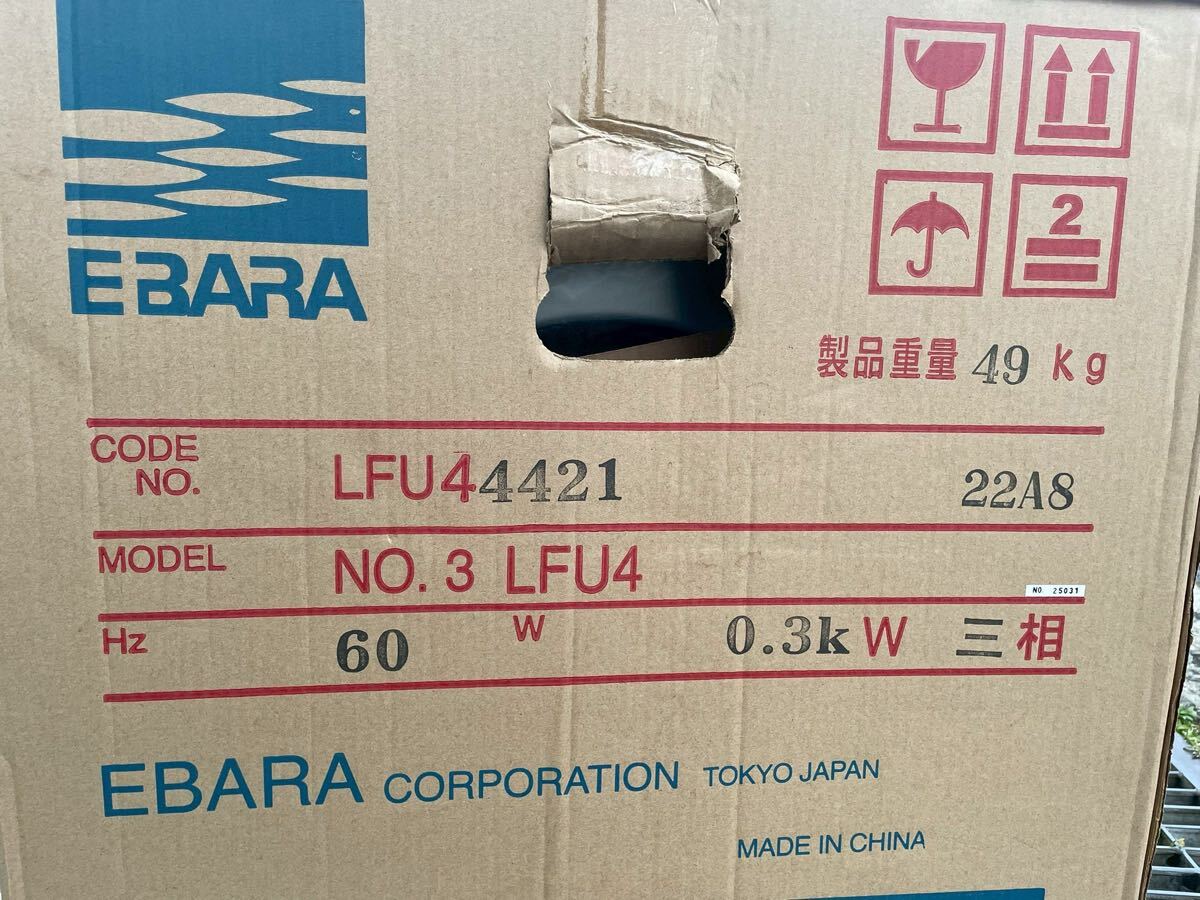 EBARA
2
製品重量 49 kg
CODE NO. LFU44421 22A8
MODEL NO. 3 LFU4
NO. 25031
Hz 60 W 0.3kW 三相
EBARA CORPORATION TOKYO JAPAN
MADE IN CHINA